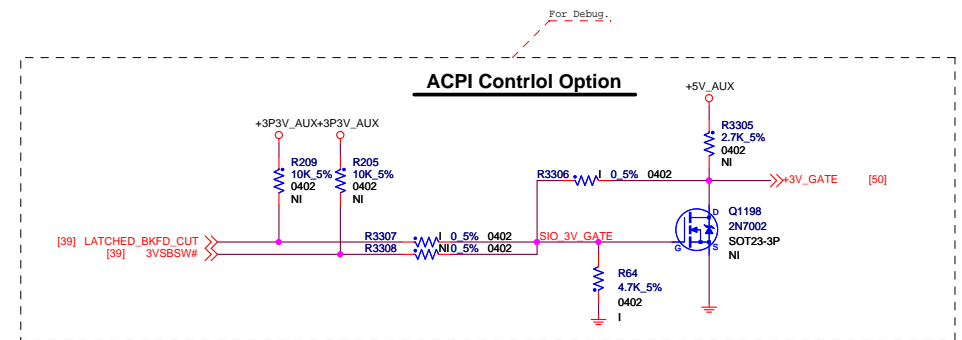 For Debug.
ACPI Contrlol Option
+5V_AUX
+3P3V_AUX+3P3V_AUX
R3305
2.7K_5%
0402
NI
R209
10K_5%
0402
NI
R205
10K_5%
0402
NI
R3306 I 0_5% 0402
+3V_GATE [50]
Q1198
2N7002
SOT23-3P
NI
D
G
S
[39] LATCHED_BKFD_CUT
R3307 I 0_5% 0402
SIO_3V_GATE
[39] 3VSBSW#
R3308 NI 0_5% 0402
R64
4.7K_5%
0402
I